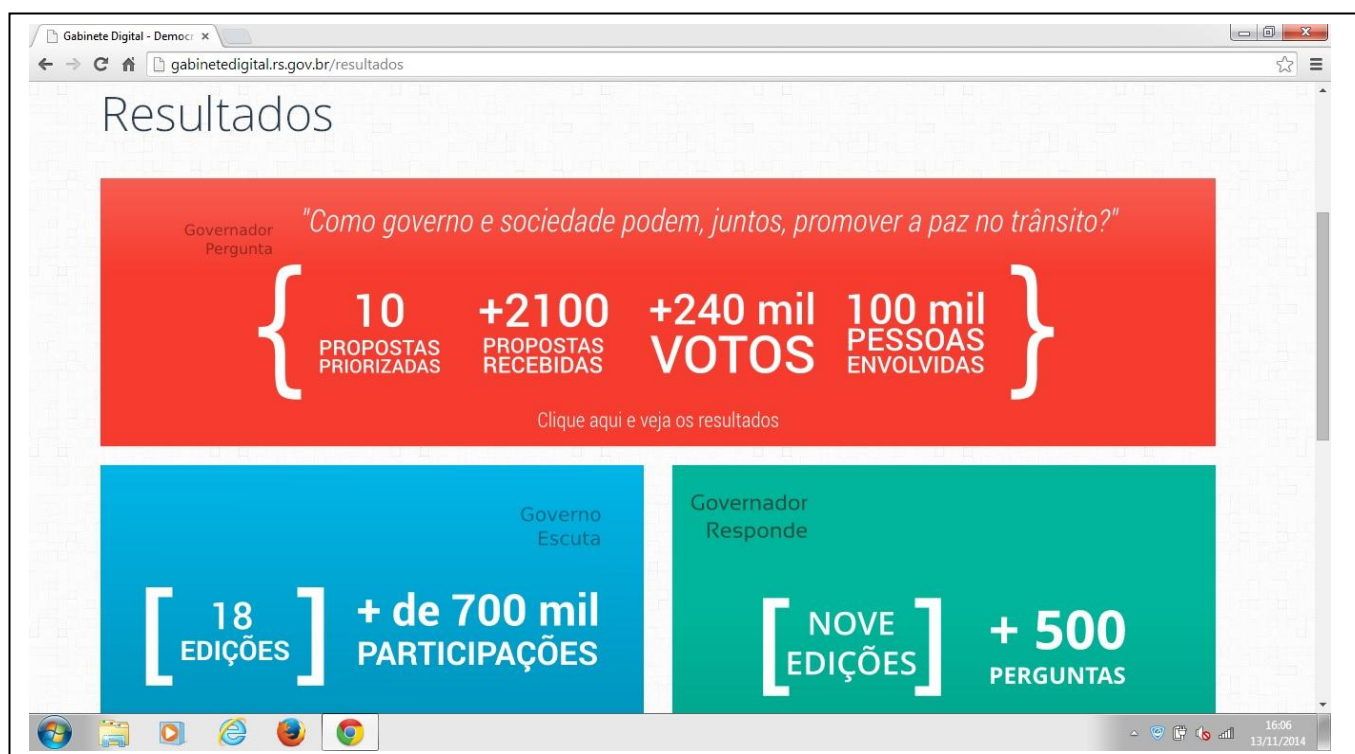 Gabinete Digital - Democr
gabinetedigital.rs.gov.br/resultados
Resultados
Governador
Pergunta
"Como governo e sociedade podem, juntos, promover a paz no trânsito?"
10
PROPOSTAS
PRIORIZADAS
+2100
PROPOSTAS
RECEBIDAS
+240 mil
VOTOS
100 mil
PESSOAS
ENVOLVIDAS
Clique aqui e veja os resultados
Governo
Escuta
18
EDIÇÕES
+ de 700 mil
PARTICIPAÇÕES
Governador
Responde
NOVE
EDIÇÕES
+ 500
PERGUNTAS
16:06
13/11/2014